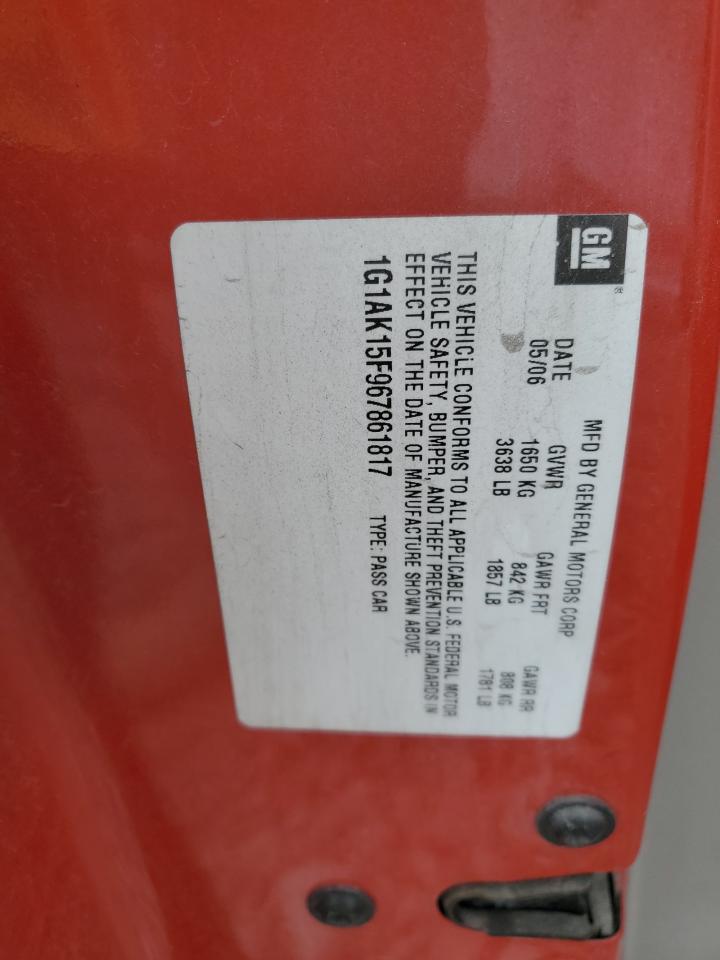 GM®
MFD BY GENERAL MOTORS CORP
DATE GVWR GAWR FRT GAWR RR
05/06 1650 KG 842 KG 808 KG
3638 LB 1857 LB 1781 LB
THIS VEHICLE CONFORMS TO ALL APPLICABLE U.S. FEDERAL MOTOR
VEHICLE SAFETY, BUMPER, AND THEFT PREVENTION STANDARDS IN
EFFECT ON THE DATE OF MANUFACTURE SHOWN ABOVE.
1G1AK15F967861817 TYPE: PASS CAR